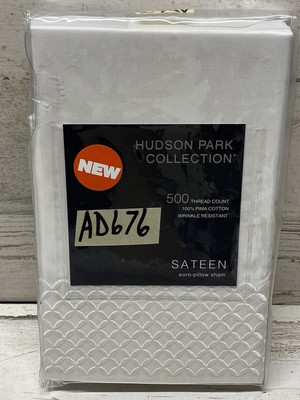 NEW
HUDSON PARK
COLLECTION
500 THREAD COUNT
100% PIMA COTTON
WRINKLE RESISTANT
AD676
SATEEN
euro-pillow sham